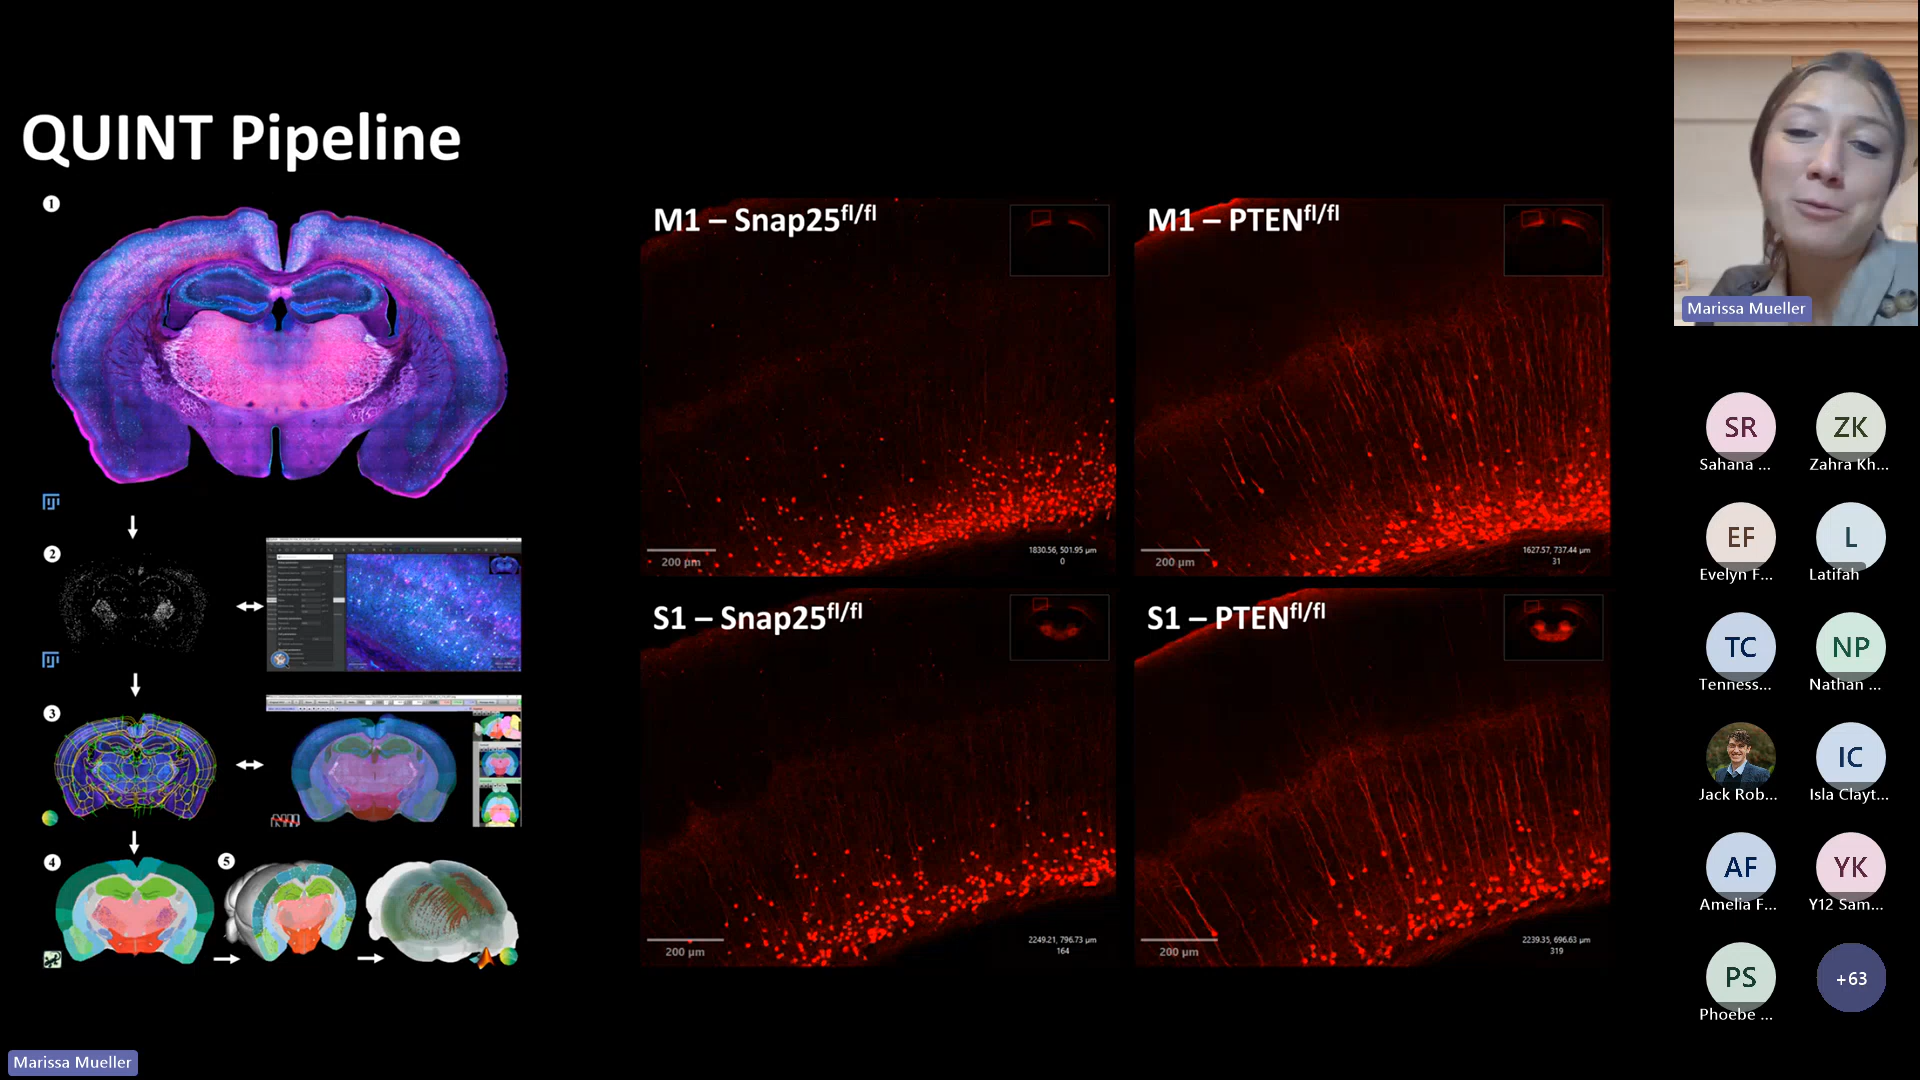 QUINT Pipeline
1
2
3
4
5
M1 – Snap25fl/fl
200 µm
1830.56, 501.95 µm
0
M1 – PTENfl/fl
200 µm
1627.57, 737.44 µm
31
S1 – Snap25fl/fl
200 µm
2249.21, 796.73 µm
164
S1 – PTENfl/fl
200 µm
2239.35, 696.63 µm
319
Marissa Mueller
SR
Sahana ...
ZK
Zahra Kh...
EF
Evelyn F...
L
Latifah
TC
Tenness...
NP
Nathan ...
Jack Rob...
IC
Isla Clayt...
AF
Amelia F...
YK
Y12 Sam...
PS
Phoebe ...
+63
Marissa Mueller